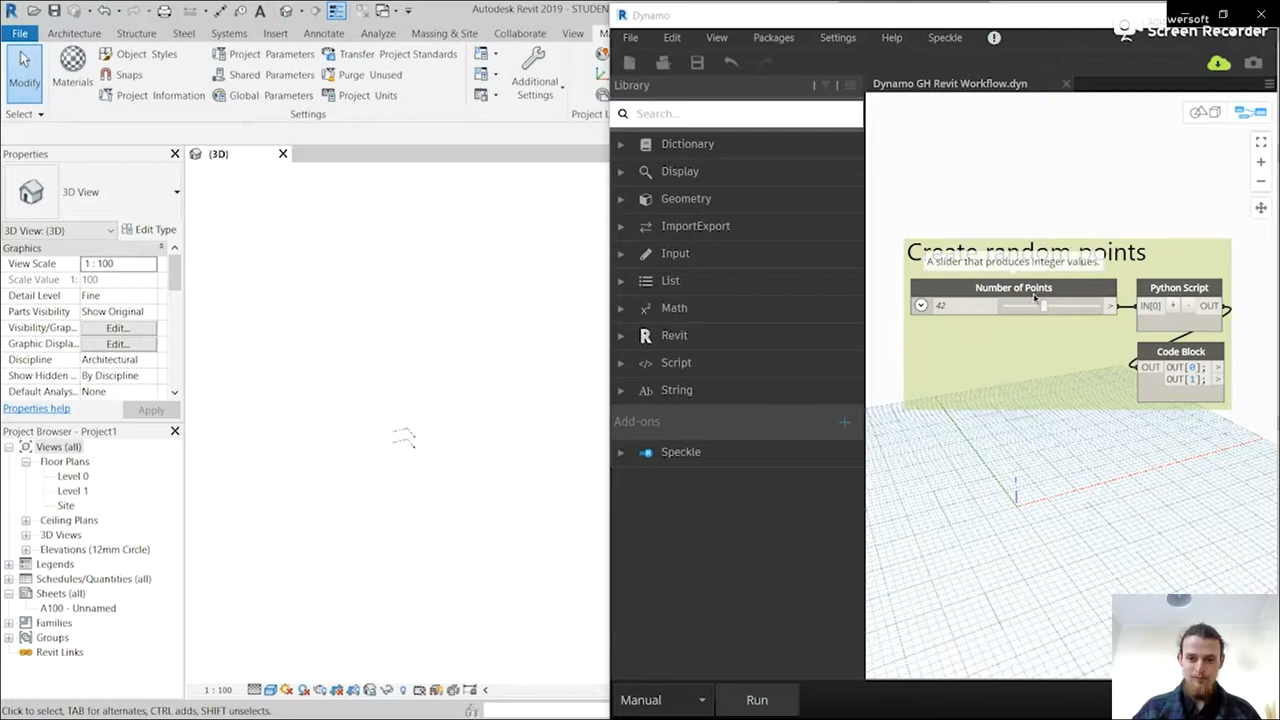 Autodesk Revit 2019 - STUDEN
File
Architecture
Structure
Steel
Systems
Insert
Annotate
Analyze
Massing & Site
Collaborate
View
Modify
Select
Materials
Object Styles
Snaps
Project Information
Project Parameters
Shared Parameters
Global Parameters
Transfer Project Standards
Purge Unused
Project Units
Settings
Additional
Settings
Project L
Properties
3D View
3D View: (3D)
Edit Type
Graphics
View Scale
1 : 100
Scale Value 1:
100
Detail Level
Fine
Parts Visibility
Show Original
Visibility/Grap...
Edit...
Graphic Displa...
Edit...
Discipline
Architectural
Show Hidden ...
By Discipline
Default Analys...
None
Properties help
Apply
Project Browser - Project1
Views (all)
Floor Plans
Level 0
Level 1
Site
Ceiling Plans
3D Views
Elevations (12mm Circle)
Legends
Schedules/Quantities (all)
Sheets (all)
A100 - Unnamed
Families
Groups
Revit Links
(3D)
1 : 100
Click to select, TAB for alternates, CTRL adds, SHIFT unselects.
Dynamo
File
Edit
View
Packages
Settings
Help
Speckle
Library
Search...
Dictionary
Display
Geometry
ImportExport
Input
List
Math
Revit
Script
String
Add-ons
Speckle
Manual
Run
Dynamo GH Revit Workflow.dyn
Create random points
A slider that produces integer values.
Number of Points
42
>
Python Script
IN[0] + - OUT
Code Block
OUT OUT[0]; >
OUT[1]; >
Screen Recorder